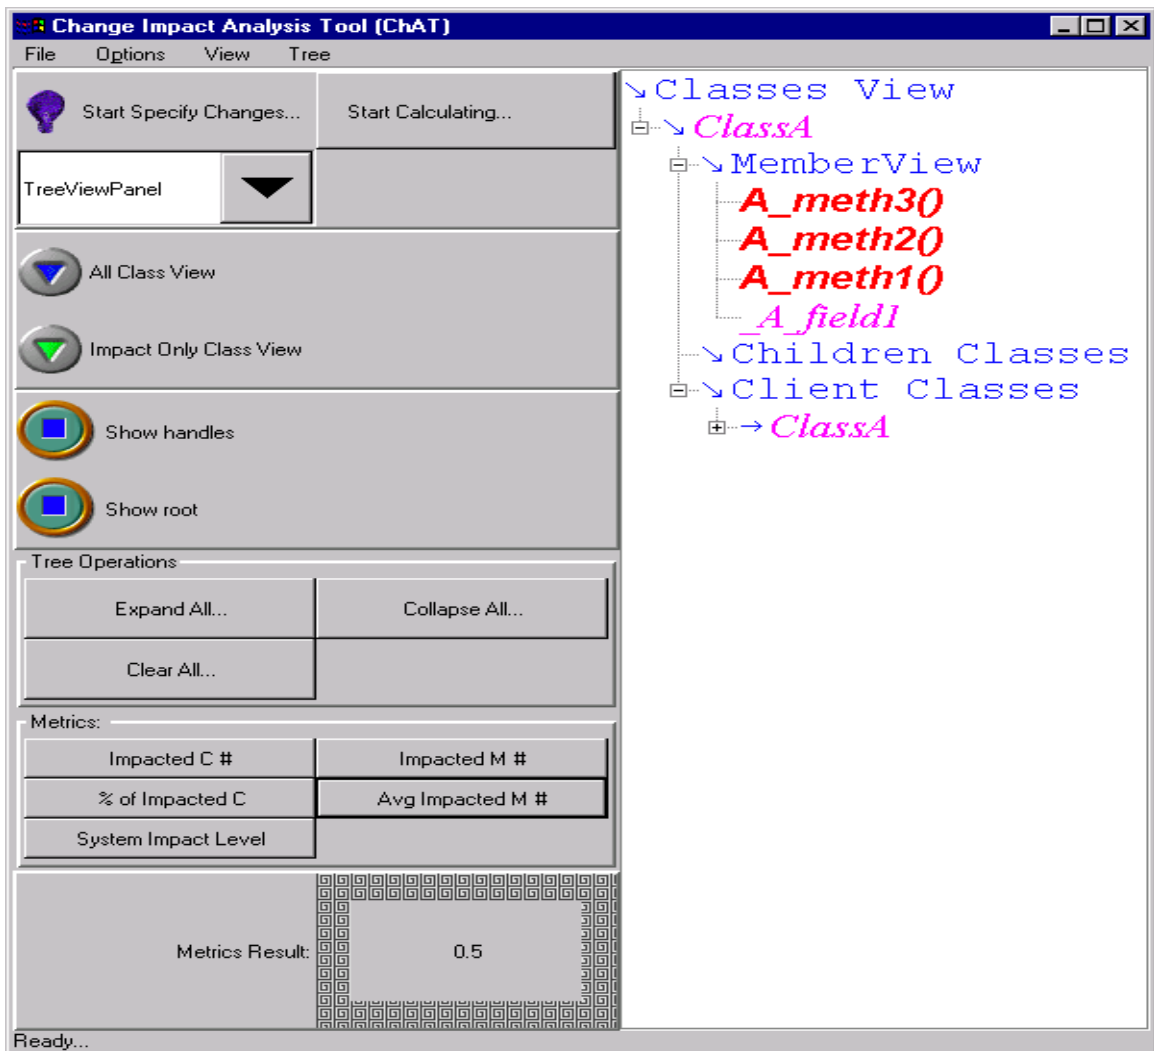 Change Impact Analysis Tool (ChAT)
File Options View Tree
Start Specify Changes...
Start Calculating...
TreeViewPanel
All Class View
Impact Only Class View
Show handles
Show root
Tree Operations
Expand All...
Collapse All...
Clear All...
Metrics:
Impacted C #
Impacted M #
% of Impacted C
Avg Impacted M #
System Impact Level
Metrics Result:
0.5
Ready...
Classes View
ClassA
MemberView
A_meth3()
A_meth2()
A_meth1()
_A_field1
Children Classes
Client Classes
ClassA